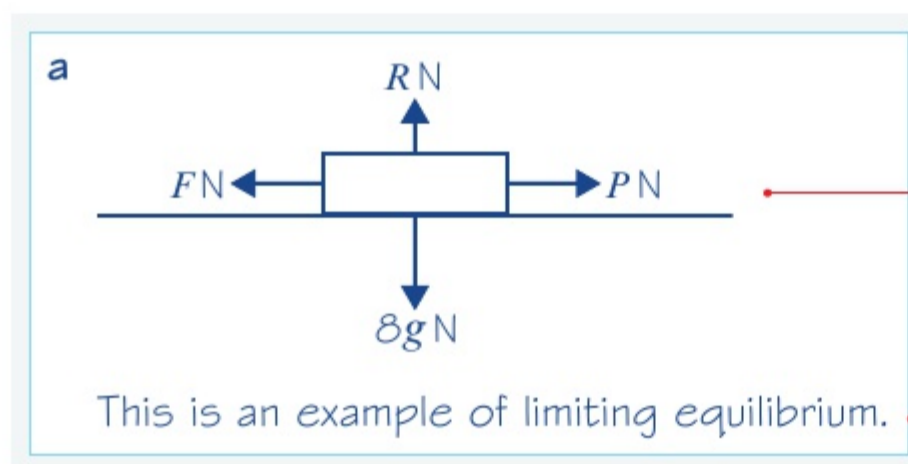 a
R N
F N
P N
8g N
This is an example of limiting equilibrium.